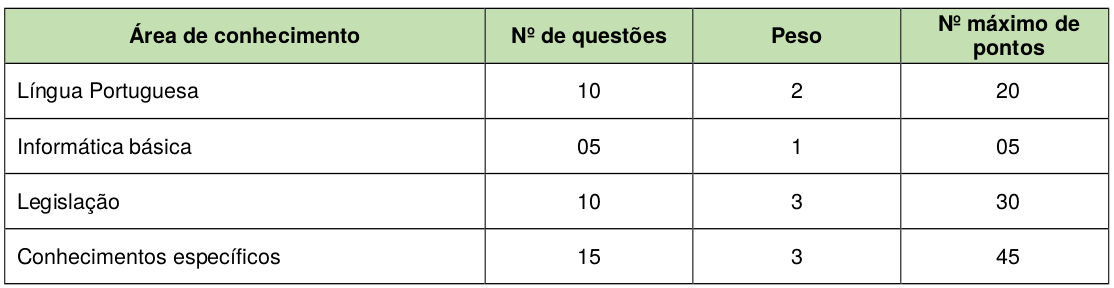 Área de conhecimento Nº de questões Peso Nº máximo de pontos
Língua Portuguesa 10 2 20
Informática básica 05 1 05
Legislação 10 3 30
Conhecimentos específicos 15 3 45